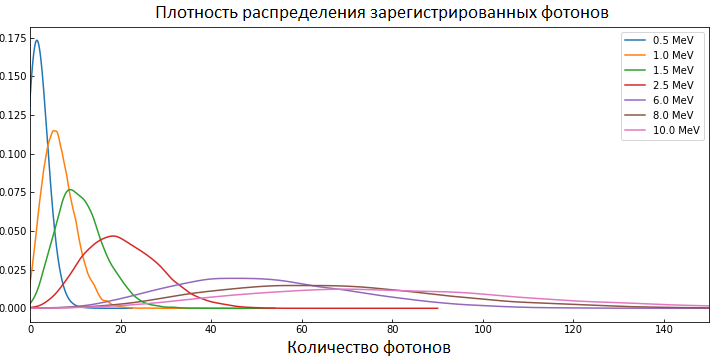 Плотность распределения зарегистрированных фотонов
0.175
0.150
0.125
0.100
0.075
0.050
0.025
0.000
0.5 MeV
1.0 MeV
1.5 MeV
2.5 MeV
6.0 MeV
8.0 MeV
10.0 MeV
0 20 40 60 80 100 120 140
Количество фотонов